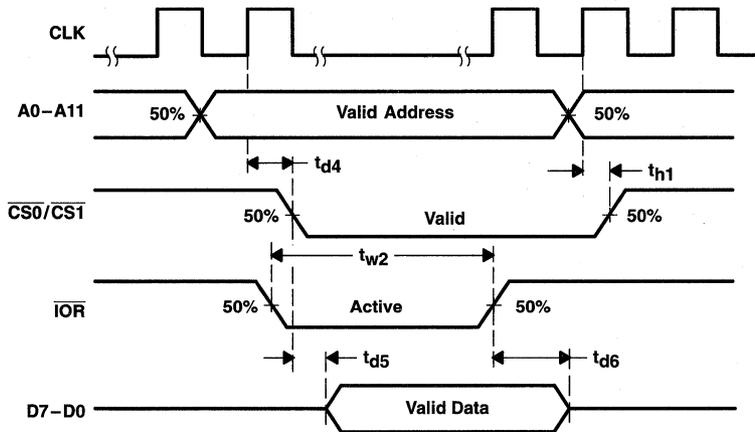 CLK
A0–A11
50%
Valid Address
50%
td4
th1
CS0/CS1
50%
Valid
50%
tw2
IOR
50%
Active
50%
td5
td6
D7–D0
Valid Data